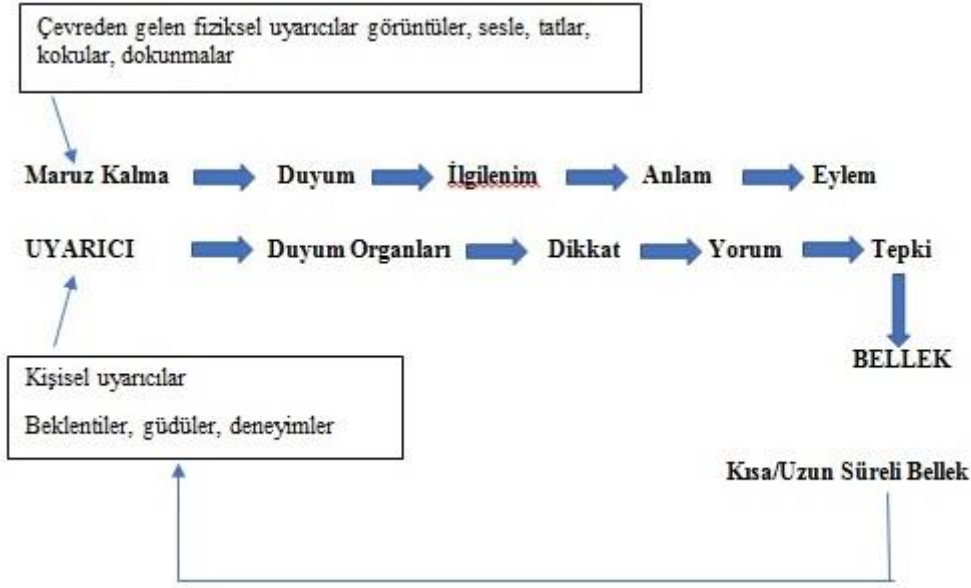 Çevreden gelen fiziksel uyarıcılar görüntüler, sesle, tatlar,
kokular, dokunmalar
Maruz Kalma Duyum İlgilenim Anlam Eylem
UYARICI Duyum Organları Dikkat Yorum Tepki
BELLEK
Kişisel uyarıcılar
Beklentiler, güdüler, deneyimler
Kısa/Uzun Süreli Bellek